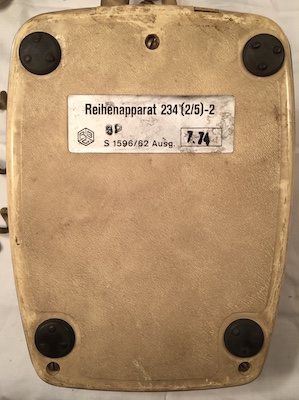 Reihenapparat 234 (2/5)-2
S 1596/62 Ausg. 7.74